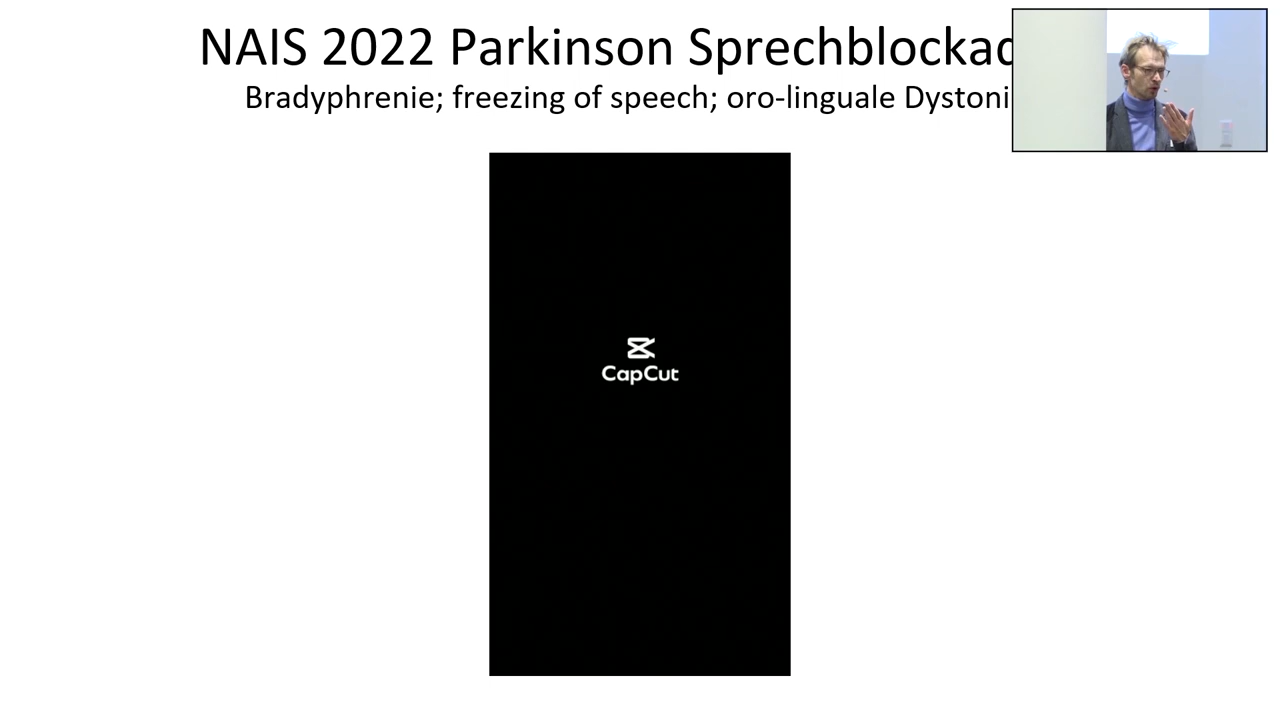 NAIS 2022 Parkinson Sprechblockad
Bradyphrenie; freezing of speech; oro-linguale Dystoni
CapCut